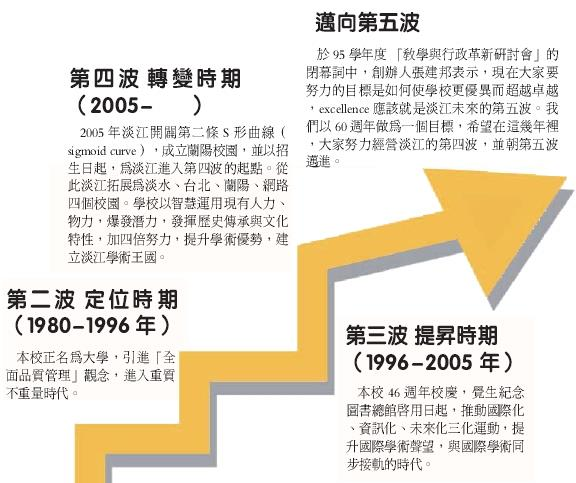 邁向第五波
於 95 學年度 「教學與行政革新研討會」的
閉幕詞中，創辦人張建邦表示，現在大家要
努力的目標是如何使學校更優異而超越卓越
，excellence 應該就是淡江未來的第五波。我
們以 60 週年做為一個目標，希望在這幾年裡
，大家努力經營淡江的第四波，並朝第五波
邁進。
第四波 轉變時期
（2005–　　）
2005 年淡江開闢第二條 S 形曲線（
sigmoid curve），成立蘭陽校園，並以招
生日起，為淡江進入第四波的起點。從
此淡江拓展為淡水、台北、蘭陽、網路
四個校園。學校以智慧運用現有人力、
物力，爆發潛力，發揮歷史傳承與文化
特性，加四倍努力，提升學術優勢，建
立淡江學術王國。
第二波 定位時期
（1980–1996 年）
本校正名為大學，引進「全
面品質管理」觀念，進入重質
不重量時代。
第三波 提昇時期
（1996–2005 年）
本校 46 週年校慶，覺生紀念
圖書總館啓用日起，推動國際化
、資訊化、未來化三化運動，提
升國際學術聲望，與國際學術同
步接軌的時代。